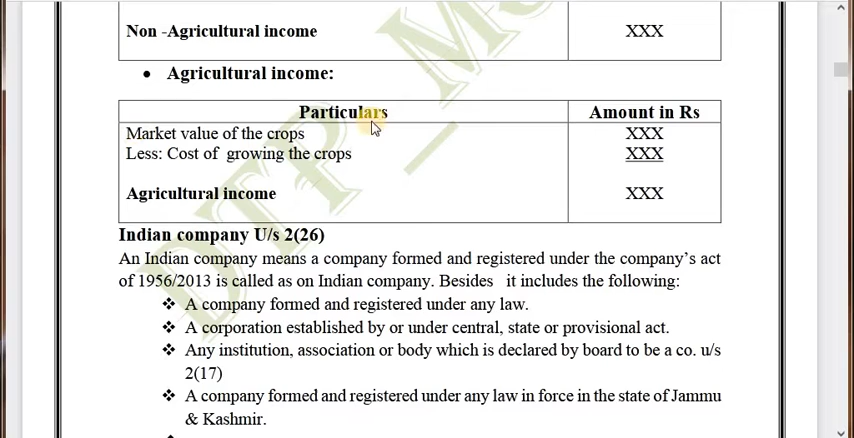 Non -Agricultural income XXX
• Agricultural income:
Particulars Amount in Rs
Market value of the crops XXX
Less: Cost of growing the crops XXX
Agricultural income XXX
Indian company U/s 2(26)
An Indian company means a company formed and registered under the company's act
of 1956/2013 is called as on Indian company. Besides it includes the following:
❖ A company formed and registered under any law.
❖ A corporation established by or under central, state or provisional act.
❖ Any institution, association or body which is declared by board to be a co. u/s
2(17)
❖ A company formed and registered under any law in force in the state of Jammu
& Kashmir.